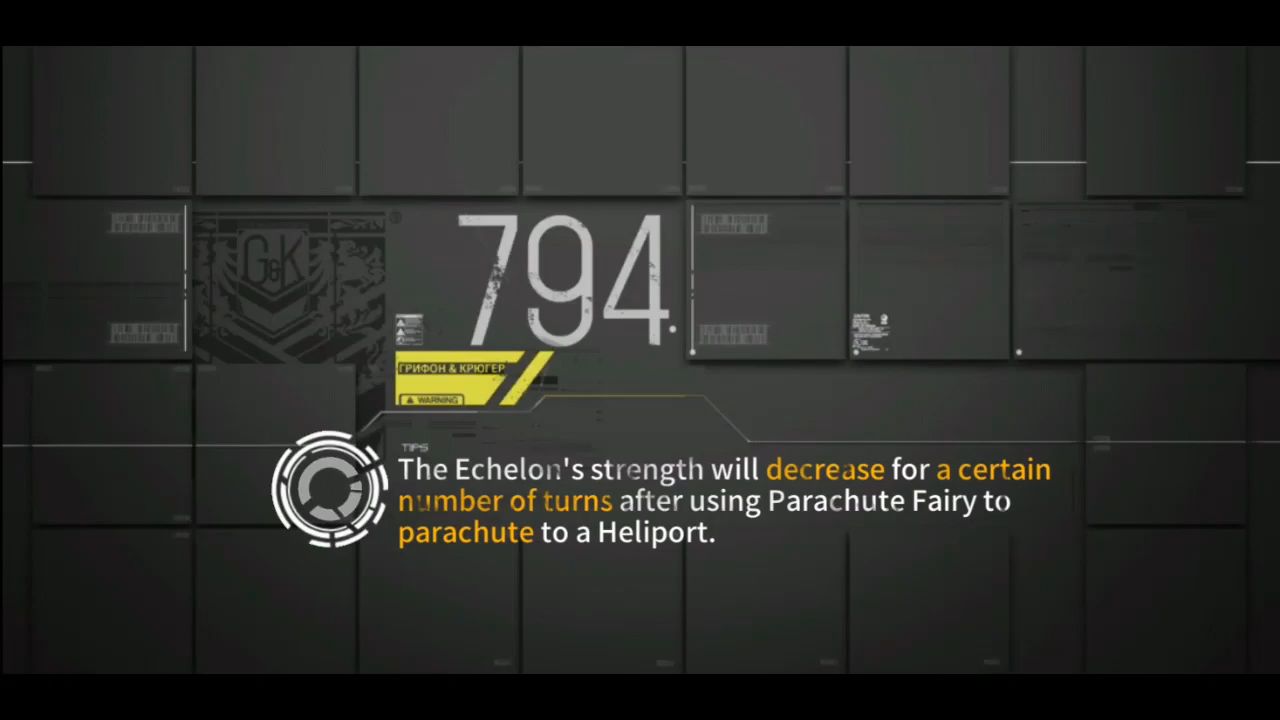 G&K
794.
ГРИФОН & КРЮГЕР
WARNING
TIPS
The Echelon's strength will decrease for a certain
number of turns after using Parachute Fairy to
parachute to a Heliport.